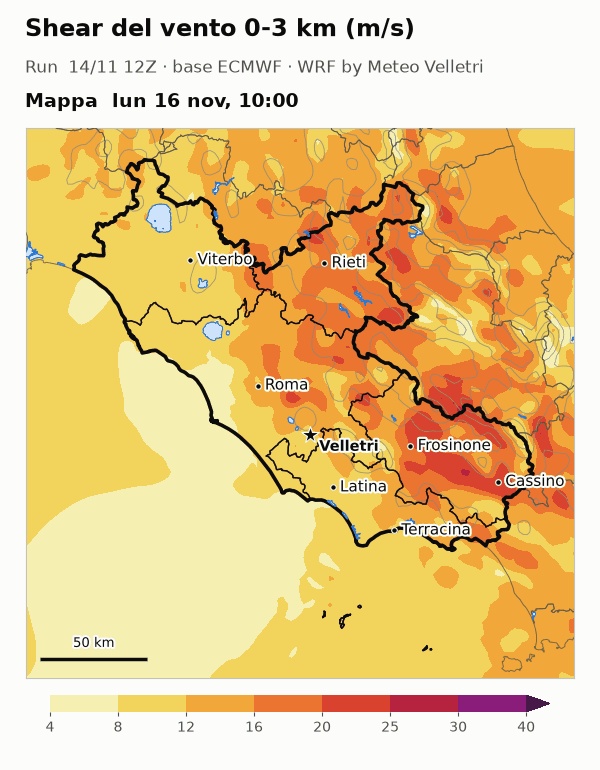 Shear del vento 0-3 km (m/s)
Run  14/11 12Z · base ECMWF · WRF by Meteo Velletri
Mappa  lun 16 nov, 10:00
Viterbo
Rieti
Roma
Velletri
Frosinone
Cassino
Latina
Terracina
50 km
4 8 12 16 20 25 30 40